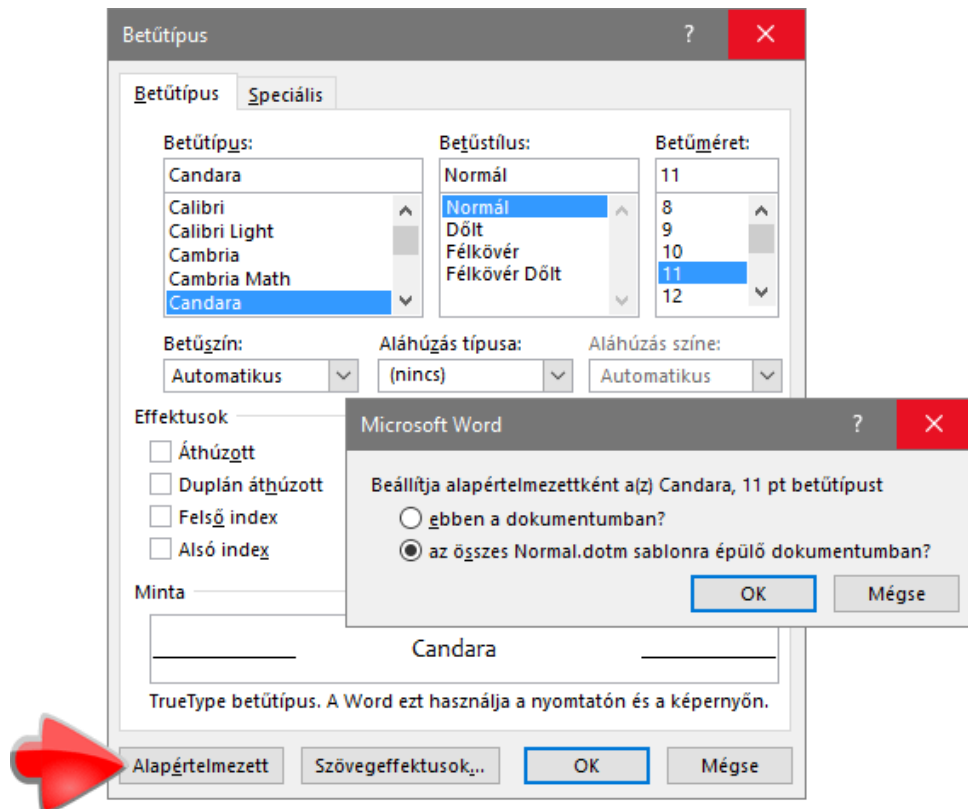 Betűtípus ?
Betűtípus Speciális
Betűtípus: Betűstílus: Betűméret:
Candara Normál 11
Calibri Normál 8
Calibri Light Dőlt 9
Cambria Félkövér 10
Cambria Math Félkövér Dőlt 11
Candara 12
Betűszín: Aláhúzás típusa: Aláhúzás színe:
Automatikus (nincs) Automatikus
Effektusok
Áthúzott
Duplán áthúzott
Felső index
Alsó index
Microsoft Word ?
Beállítja alapértelmezettként a(z) Candara, 11 pt betűtípust
ebben a dokumentumban?
az összes Normal.dotm sablonra épülő dokumentumban?
OK Mégse
Minta
Candara
TrueType betűtípus. A Word ezt használja a nyomtatón és a képernyőn.
Alapértelmezett Szövegeffektusok... OK Mégse